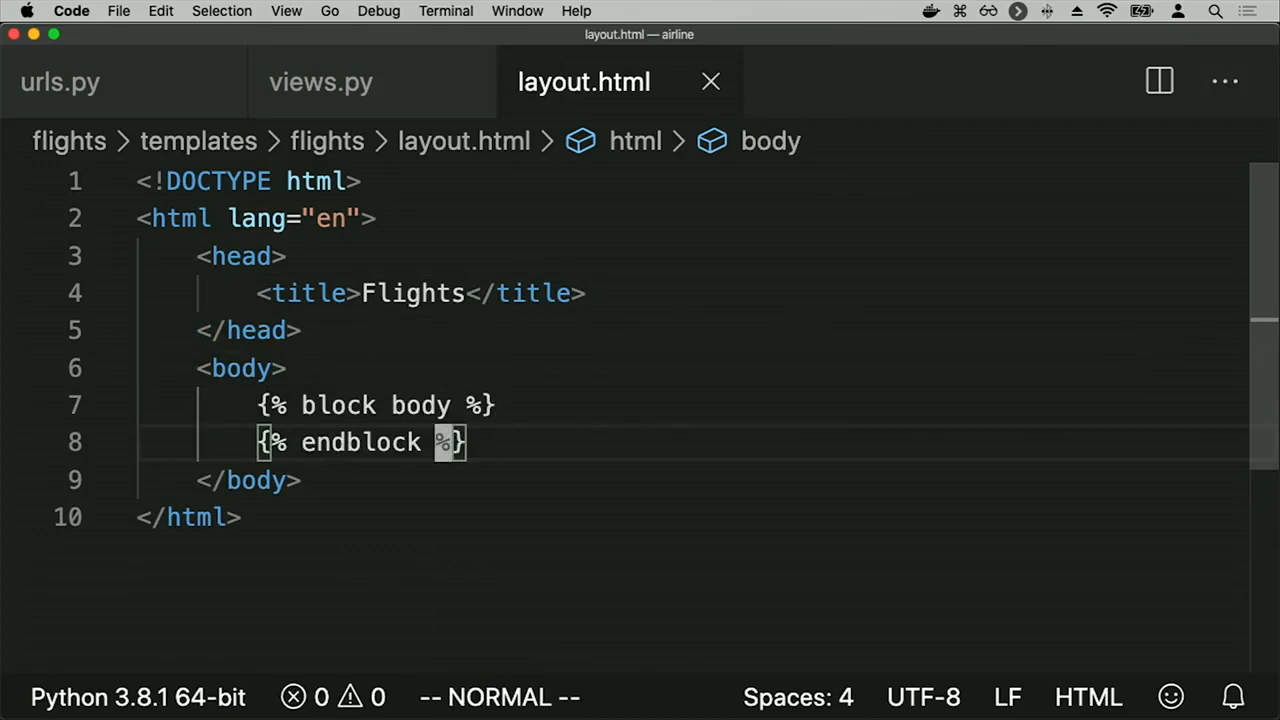 Code File Edit Selection View Go Debug Terminal Window Help
layout.html — airline
urls.py views.py layout.html
flights > templates > flights > layout.html > html > body
1 <!DOCTYPE html>
2 <html lang="en">
3 <head>
4 <title>Flights</title>
5 </head>
6 <body>
7 {% block body %}
8 {% endblock %}
9 </body>
10 </html>
Python 3.8.1 64-bit 0 0 -- NORMAL -- Spaces: 4 UTF-8 LF HTML